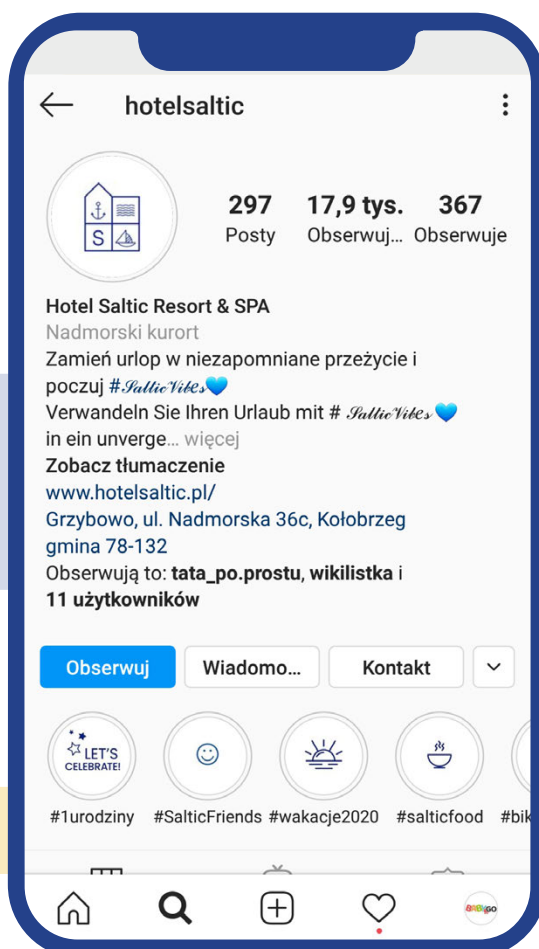 hotelsaltic
297 17,9 tys. 367
Posty Obserwuj... Obserwuje
S
Hotel Saltic Resort & SPA
Nadmorski kurort
Zamień urlop w niezapomniane przeżycie i
poczuj #SalticVibes💙
Verwandeln Sie Ihren Urlaub mit # SalticVibes 💙
in ein unverge... więcej
Zobacz tłumaczenie
www.hotelsaltic.pl/
Grzybowo, ul. Nadmorska 36c, Kołobrzeg
gmina 78-132
Obserwują to: tata_po.prostu, wikilistka i
11 użytkowników
Obserwuj Wiadomo... Kontakt
LET'S
CELEBRATE!
#1urodziny #SalticFriends #wakacje2020 #salticfood #bik
BABYGO